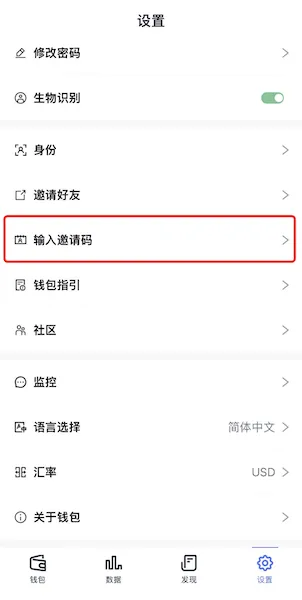 设置
修改密码
生物识别
身份
邀请好友
输入邀请码
钱包指引
社区
监控
语言选择 简体中文
汇率 USD
关于钱包
钱包 数据 发现 设置